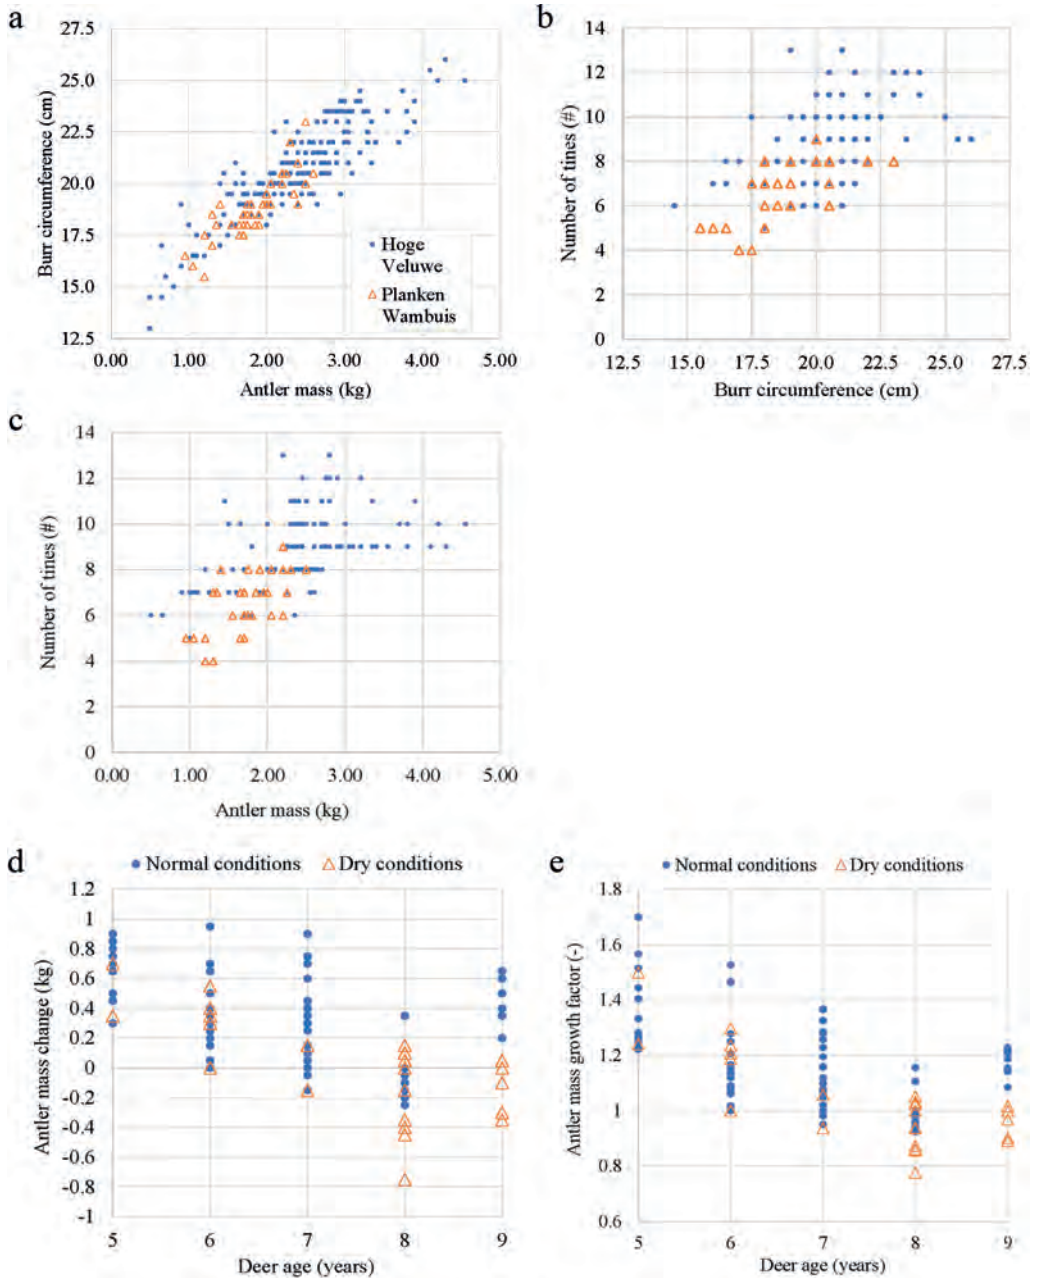 a
27.5
25.0
22.5
20.0
17.5
15.0
12.5
Burr circumference (cm)
Hoge
Veluwe
Planken
Wambuis
0.00 1.00 2.00 3.00 4.00 5.00
Antler mass (kg)
b
14
12
10
8
6
4
2
0
Number of tines (#)
12.5 15.0 17.5 20.0 22.5 25.0 27.5
Burr circumference (cm)
c
14
12
10
8
6
4
2
0
Number of tines (#)
0.00 1.00 2.00 3.00 4.00 5.00
Antler mass (kg)
d
Normal conditions Dry conditions
1.2
1
0.8
0.6
0.4
0.2
0
-0.2
-0.4
-0.6
-0.8
-1
Antler mass change (kg)
5 6 7 8 9
Deer age (years)
e
Normal conditions Dry conditions
1.8
1.6
1.4
1.2
1
0.8
0.6
Antler mass growth factor (-)
5 6 7 8 9
Deer age (years)